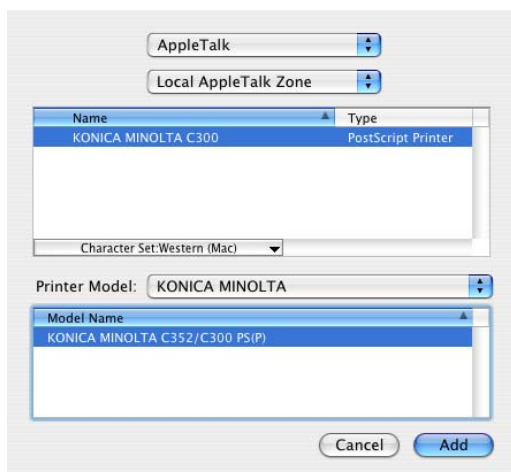 AppleTalk
Local AppleTalk Zone
Name Type
KONICA MINOLTA C300 PostScript Printer
Character Set:Western (Mac)
Printer Model: KONICA MINOLTA
Model Name
KONICA MINOLTA C352/C300 PS(P)
Cancel Add